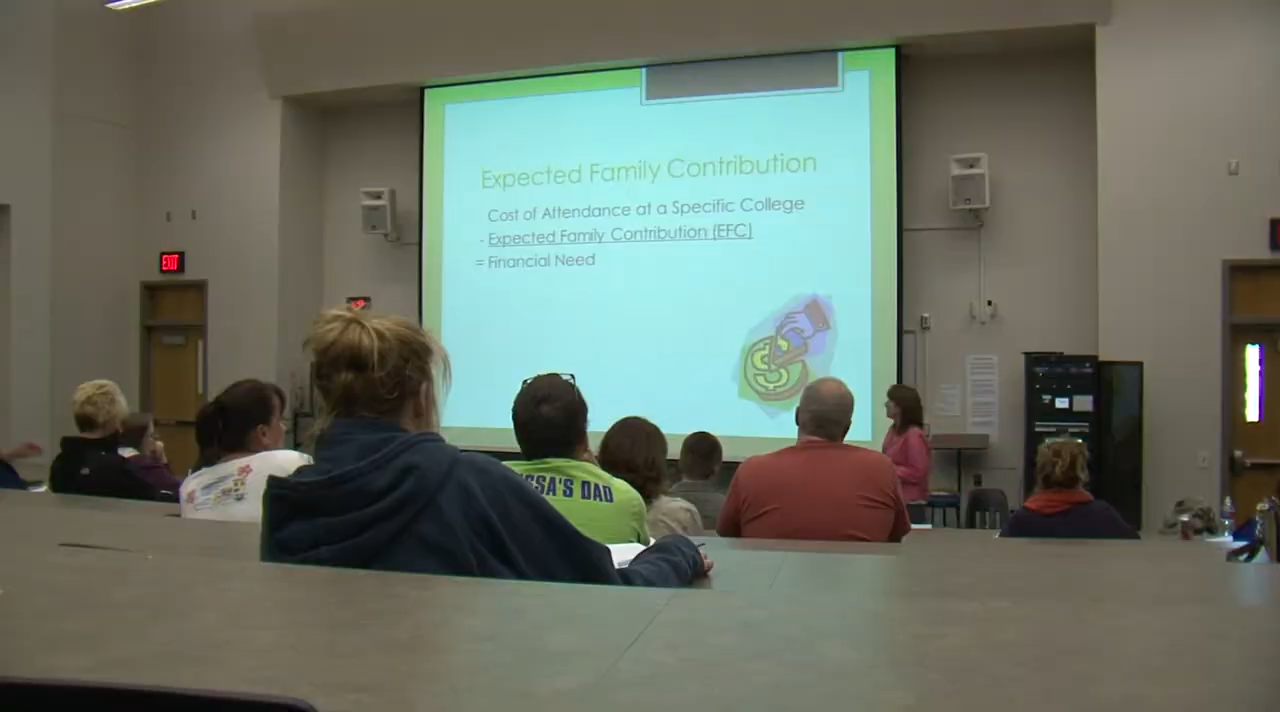 Expected Family Contribution
Cost of Attendance at a Specific College
- Expected Family Contribution (EFC)
= Financial Need
EXIT
SSA'S DAD